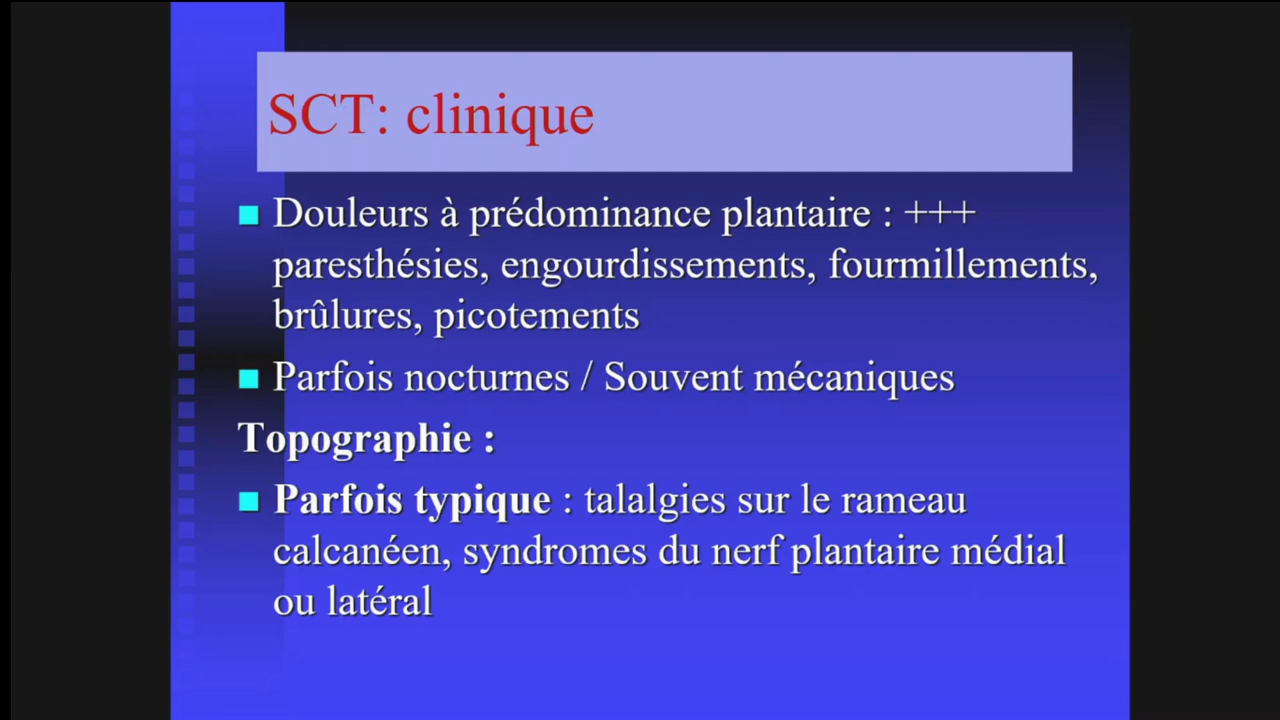 SCT: clinique
Douleurs à prédominance plantaire : +++
paresthésies, engourdissements, fourmillements,
brûlures, picotements
Parfois nocturnes / Souvent mécaniques
Topographie :
Parfois typique : talalgies sur le rameau
calcanéen, syndromes du nerf plantaire médial
ou latéral